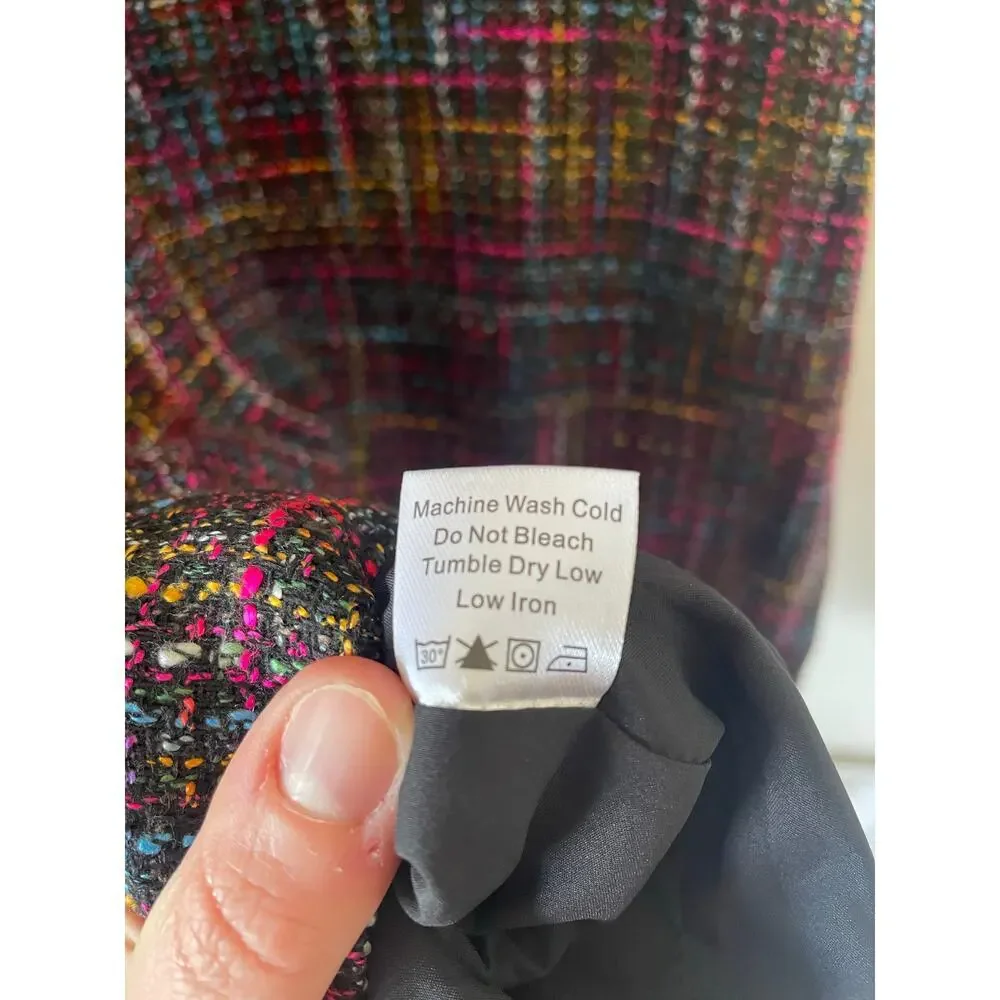 Machine Wash Cold
Do Not Bleach
Tumble Dry Low
Low Iron
30°